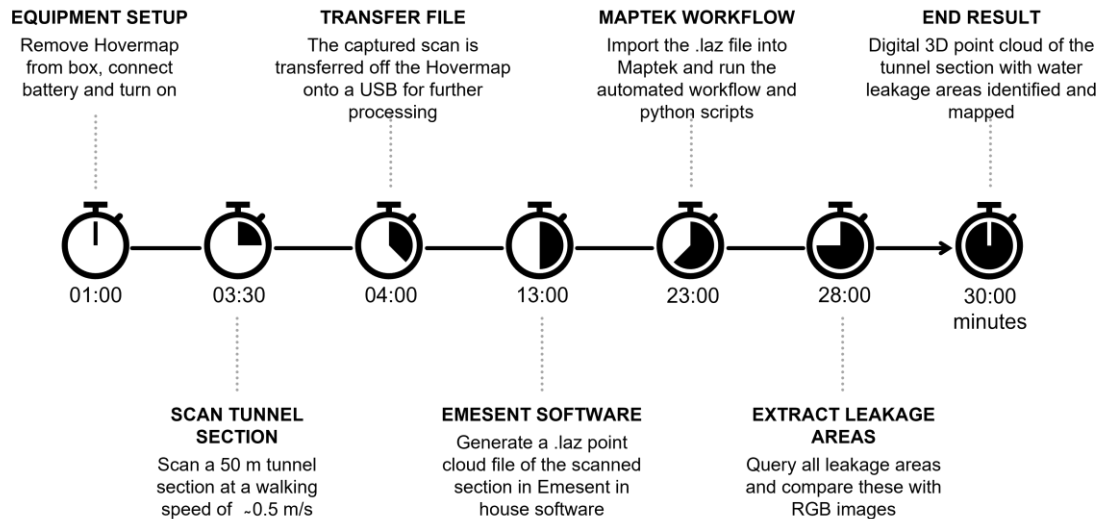 EQUIPMENT SETUP
Remove Hovermap
from box, connect
battery and turn on
TRANSFER FILE
The captured scan is
transferred off the Hovermap
onto a USB for further
processing
MAPTEK WORKFLOW
Import the .laz file into
Maptek and run the
automated workflow and
python scripts
END RESULT
Digital 3D point cloud of the
tunnel section with water
leakage areas identified and
mapped
01:00
03:30
04:00
13:00
23:00
28:00
30:00
minutes
SCAN TUNNEL
SECTION
Scan a 50 m tunnel
section at a walking
speed of ~0.5 m/s
EMESENT SOFTWARE
Generate a .laz point
cloud file of the scanned
section in Emesent in
house software
EXTRACT LEAKAGE
AREAS
Query all leakage areas
and compare these with
RGB images